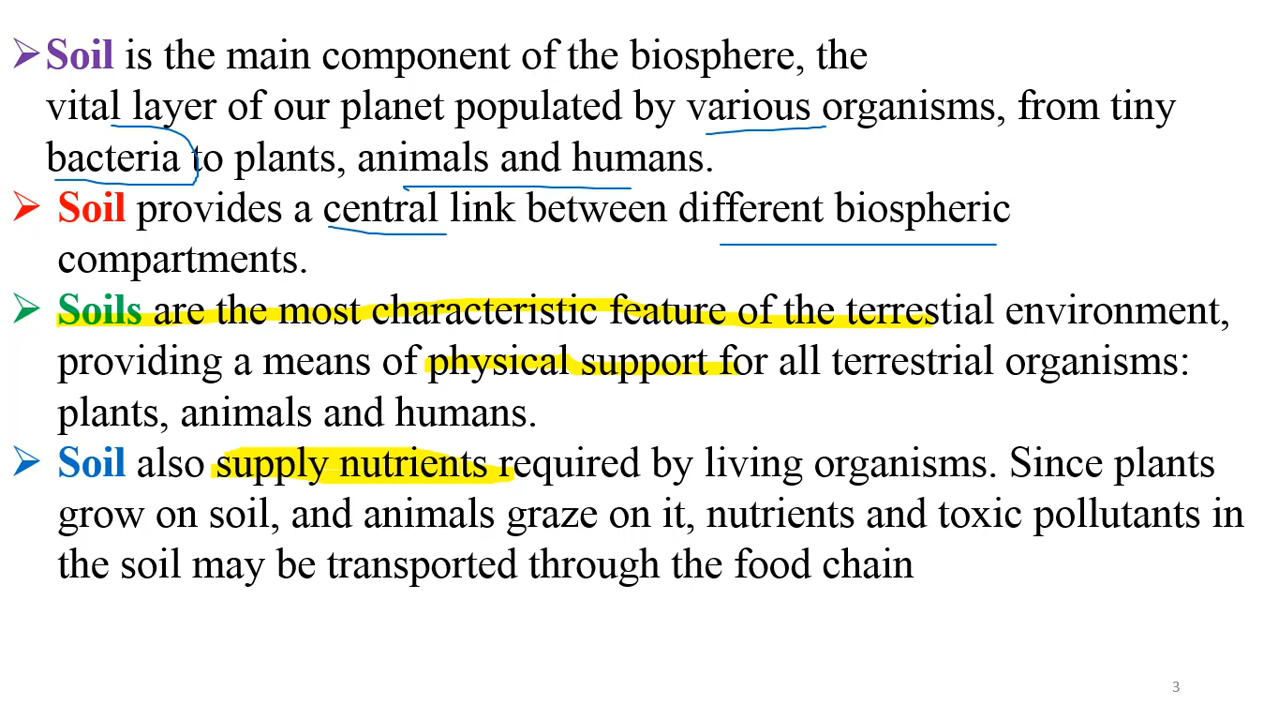 ➢Soil is the main component of the biosphere, the
vital layer of our planet populated by various organisms, from tiny
bacteria to plants, animals and humans.
➢ Soil provides a central link between different biospheric
compartments.
➢ Soils are the most characteristic feature of the terrestial environment,
providing a means of physical support for all terrestrial organisms:
plants, animals and humans.
➢ Soil also supply nutrients required by living organisms. Since plants
grow on soil, and animals graze on it, nutrients and toxic pollutants in
the soil may be transported through the food chain
3